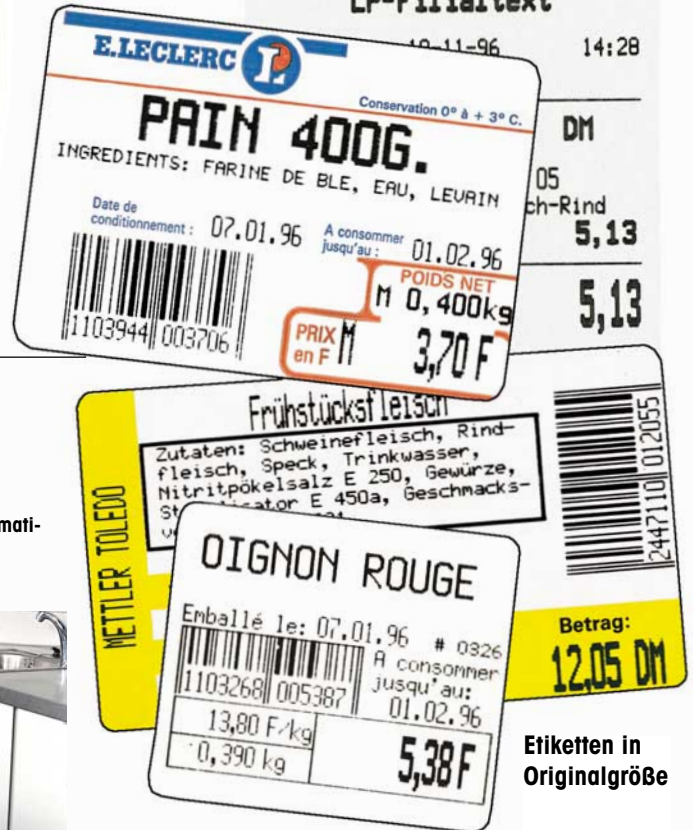 LP-Filialtext
10-11-96 14:28
DM
05
ch-Rind
5,13
5,13
E.LECLERC L
Conservation 0° à + 3° C.
PAIN 400G.
INGREDIENTS: FARINE DE BLE, EAU, LEVAIN
Date de
conditionnement : 07.01.96
A consommer
jusqu'au : 01.02.96
POIDS NET
M 0,400kg
PRIX
en F M 3,70 F
1103944 003706
mati-
METTLER TOLEDO
Frühstücksfleisch
Zutaten: Schweinefleisch, Rind-
fleisch, Speck, Trinkwasser,
Nitritpökelsalz E 250, Gewürze,
E 450a, Geschmacks-
2447110 012055
Betrag:
12,05 DM
OIGNON ROUGE
Emballé le: 07.01.96 # 0326
A consommer
jusqu'au:
01.02.96
1103268 005387
13,80 F/kg
0,390 kg
5,38 F
Etiketten in
Originalgröße